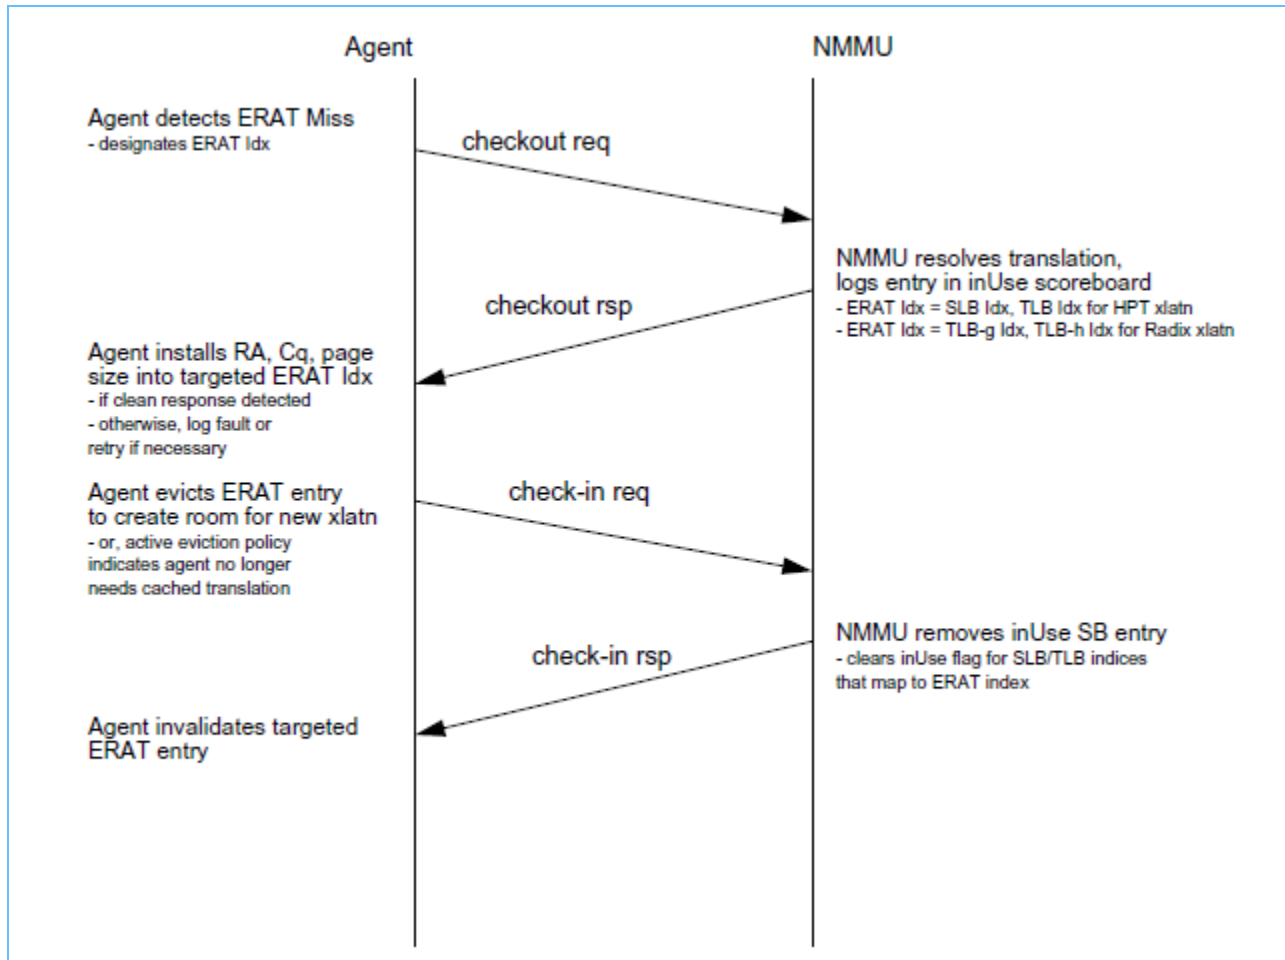 Agent
NMMU
Agent detects ERAT Miss
- designates ERAT Idx
checkout req
NMMU resolves translation,
logs entry in inUse scoreboard
- ERAT Idx = SLB Idx, TLB Idx for HPT xlatn
- ERAT Idx = TLB-g Idx, TLB-h Idx for Radix xlatn
checkout rsp
Agent installs RA, Cq, page
size into targeted ERAT Idx
- if clean response detected
- otherwise, log fault or
retry if necessary
Agent evicts ERAT entry
to create room for new xlatn
- or, active eviction policy
indicates agent no longer
needs cached translation
check-in req
NMMU removes inUse SB entry
- clears inUse flag for SLB/TLB indices
that map to ERAT index
check-in rsp
Agent invalidates targeted
ERAT entry